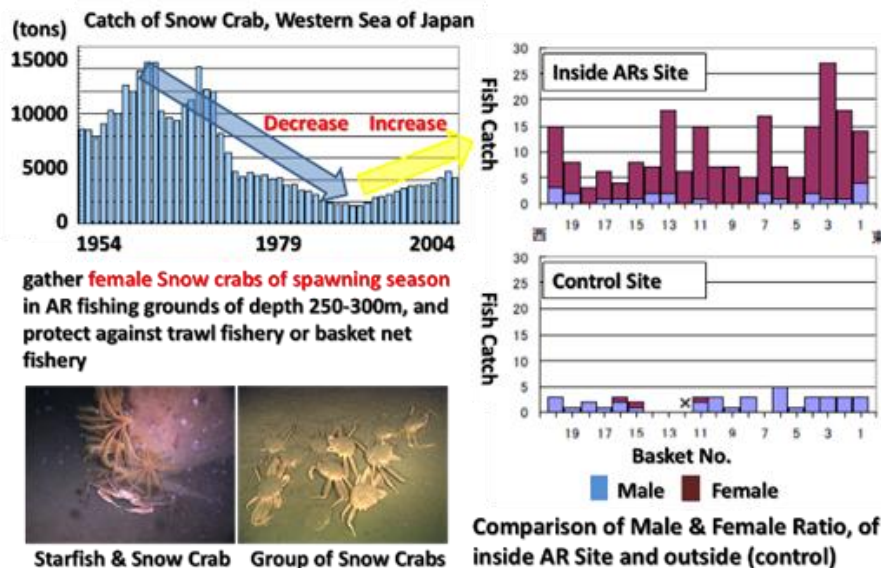 Catch of Snow Crab, Western Sea of Japan
(tons)
15000
10000
5000
0
Decrease Increase
1954 1979 2004
gather female Snow crabs of spawning season
in AR fishing grounds of depth 250-300m, and
protect against trawl fishery or basket net
fishery
Starfish & Snow Crab
Group of Snow Crabs
Inside ARs Site
Fish Catch
30
25
20
15
10
5
0
19 17 15 13 11 9 7 5 3 1
西 東
Control Site
Fish Catch
30
25
20
15
10
5
0
×
19 17 15 13 11 9 7 5 3 1
Basket No.
Male Female
Comparison of Male & Female Ratio, of
inside AR Site and outside (control)